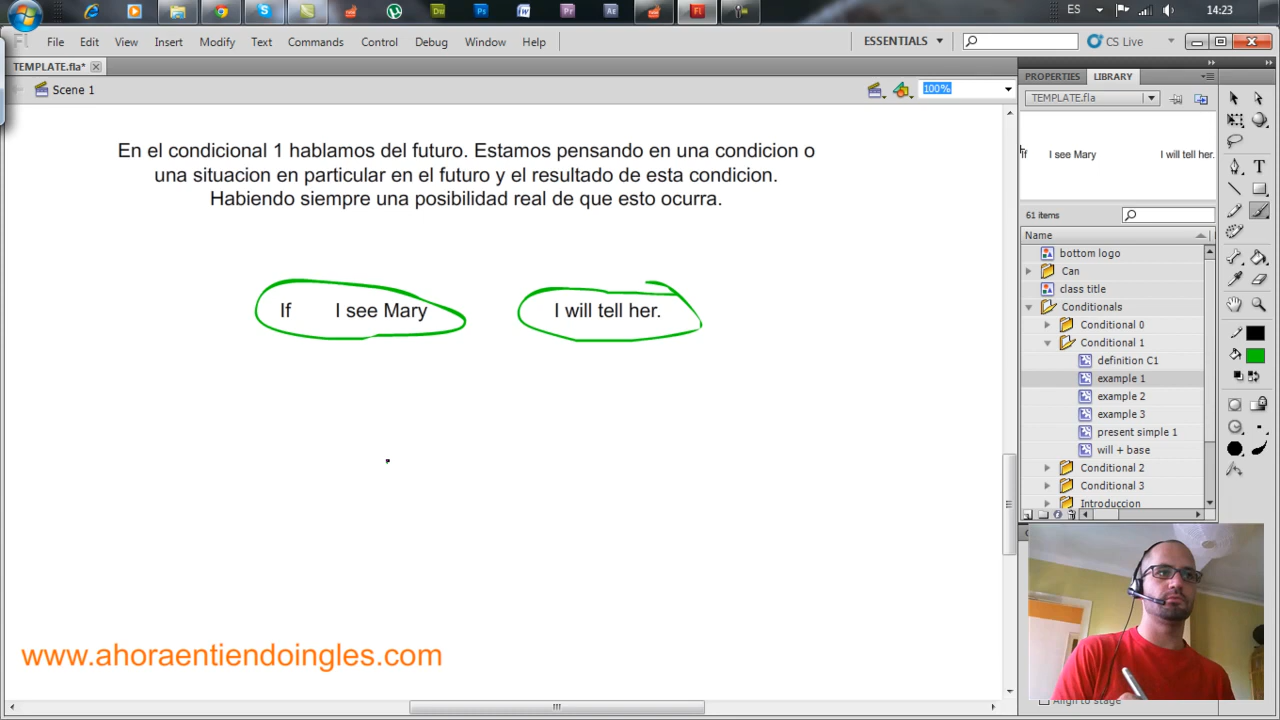 ES
14:23
Fl
File Edit View Insert Modify Text Commands Control Debug Window Help
ESSENTIALS
CS Live
TEMPLATE.fla*
Scene 1
100%
En el condicional 1 hablamos del futuro. Estamos pensando en una condicion o
una situacion en particular en el futuro y el resultado de esta condicion.
Habiendo siempre una posibilidad real de que esto ocurra.
If I see Mary I will tell her.
www.ahoraentiendoingles.com
PROPERTIES LIBRARY
TEMPLATE.fla
If I see Mary I will tell her.
61 items
Name
bottom logo
Can
class title
Conditionals
Conditional 0
Conditional 1
definition C1
example 1
example 2
example 3
present simple 1
will + base
Conditional 2
Conditional 3
Introduccion
Align to stage